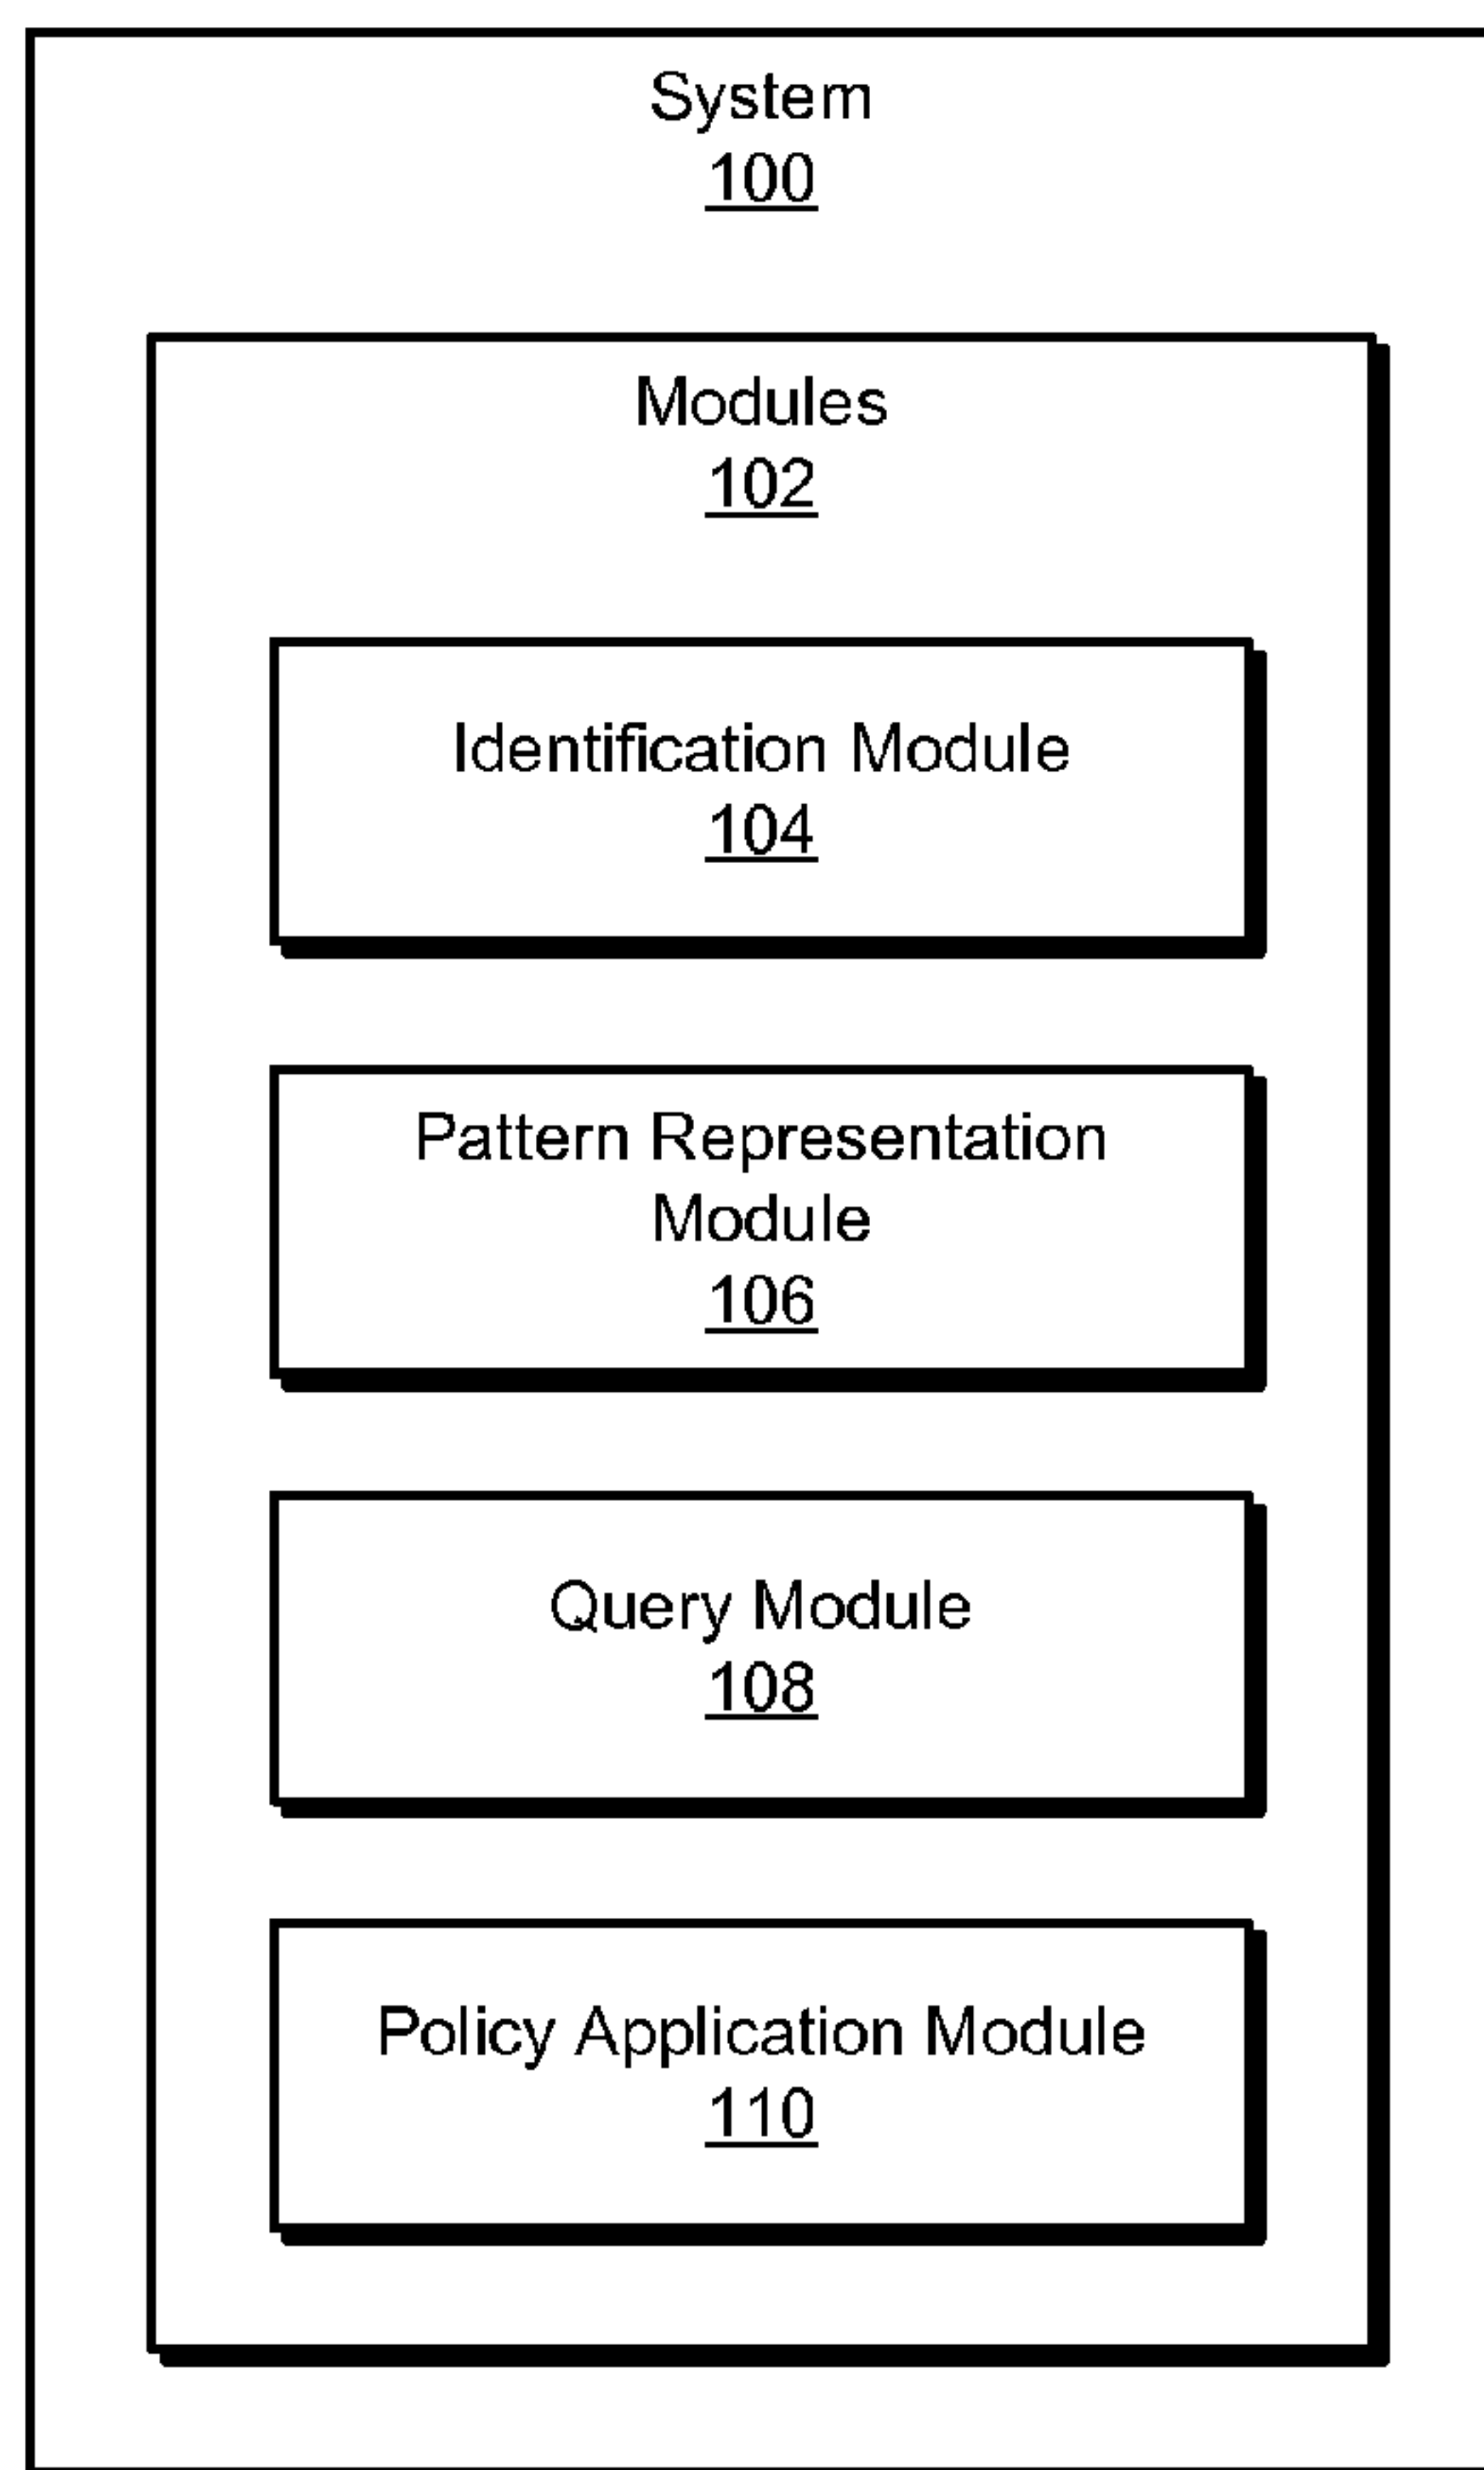 System
100
Modules
102
Identification Module
104
Pattern Representation
Module
106
Query Module
108
Policy Application Module
110